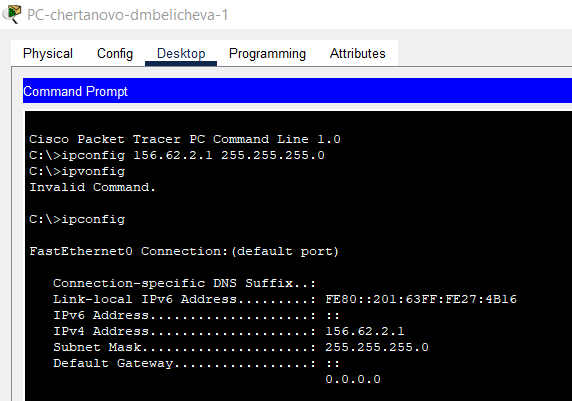 PC-chertanovo-dmbelicheva-1
Physical Config Desktop Programming Attributes
Command Prompt
Cisco Packet Tracer PC Command Line 1.0
C:\>ipconfig 156.62.2.1 255.255.255.0
C:\>ipvonfig
Invalid Command.
C:\>ipconfig
FastEthernet0 Connection:(default port)
Connection-specific DNS Suffix..:
Link-local IPv6 Address.........: FE80::201:63FF:FE27:4B16
IPv6 Address....................: ::
IPv4 Address....................: 156.62.2.1
Subnet Mask.....................: 255.255.255.0
Default Gateway.................: ::
0.0.0.0